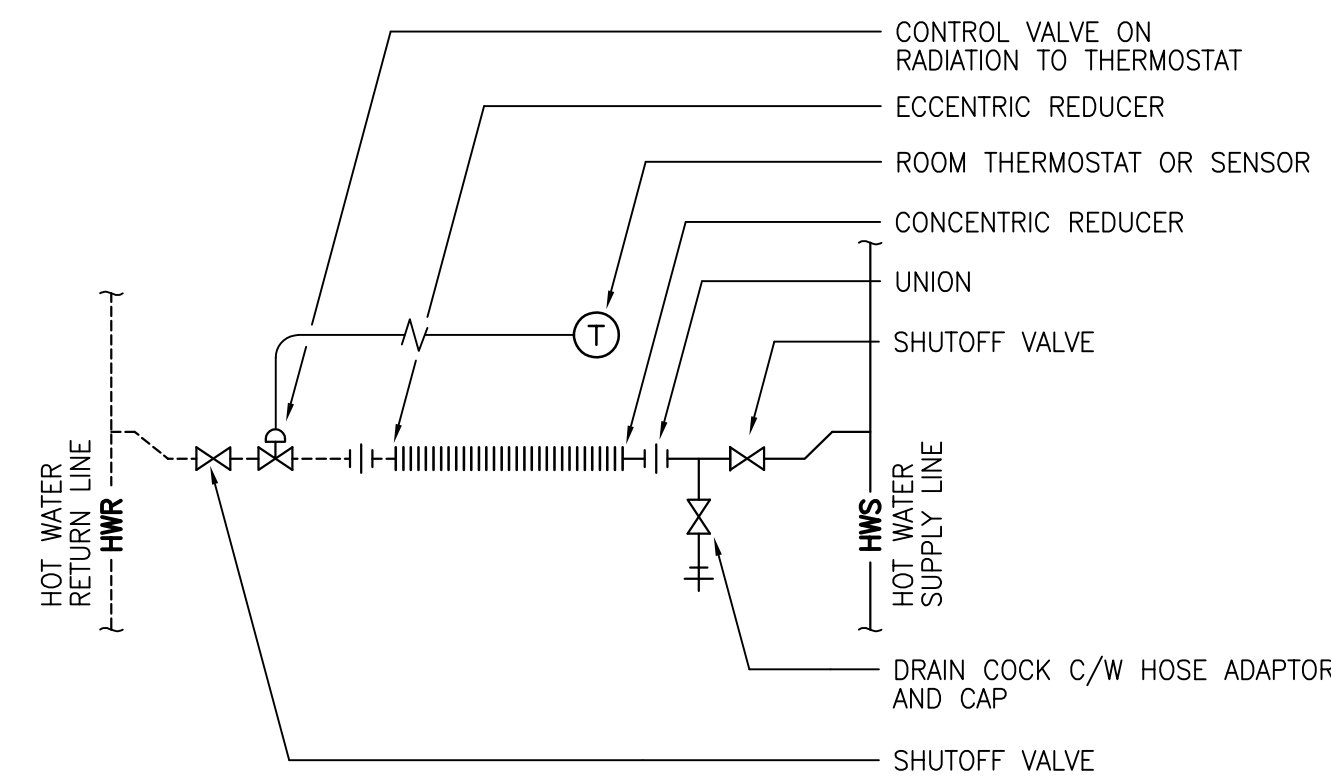 CONTROL VALVE ON
RADIATION TO THERMOSTAT
ECCENTRIC REDUCER
ROOM THERMOSTAT OR SENSOR
CONCENTRIC REDUCER
UNION
SHUTOFF VALVE
T
HOT WATER
RETURN LINE
HWR
HWS
HOT WATER
SUPPLY LINE
DRAIN COCK C/W HOSE ADAPTOR
AND CAP
SHUTOFF VALVE